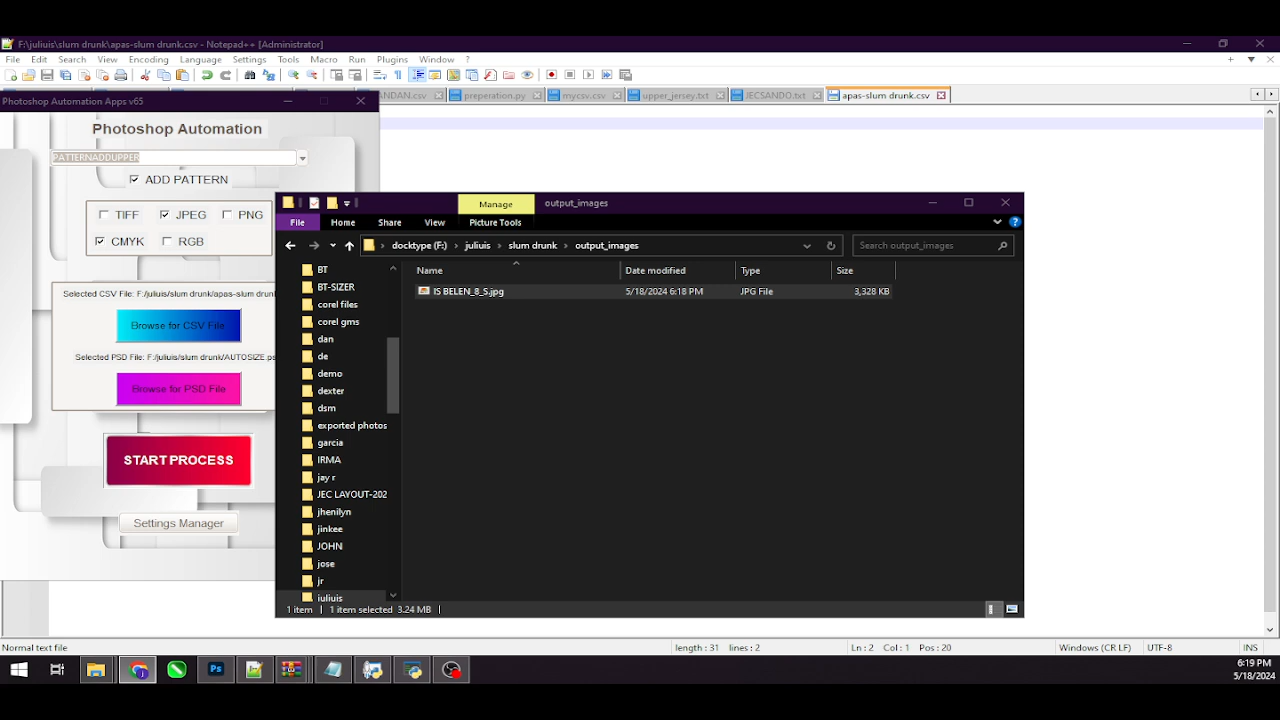 F:\juliuis\slum drunk\apas-slum drunk.csv - Notepad++ [Administrator]
File Edit Search View Encoding Language Settings Tools Macro Run Plugins Window ?
ANDAN.csv preperation.py mycsv.csv upper_jersey.txt JECSANDO.txt apas-slum drunk.csv
Photoshop Automation Apps v65
Photoshop Automation
PATTERNADDUPPER
ADD PATTERN
TIFF JPEG PNG
CMYK RGB
Selected CSV File: F:/juliuis/slum drunk/apas-slum drunk
Browse for CSV File
Selected PSD File: F:/juliuis/slum drunk/AUTOSIZE.ps
Browse for PSD File
START PROCESS
Settings Manager
Manage output_images
File Home Share View Picture Tools
docktype (F:) juliuis slum drunk output_images
Search output_images
Name Date modified Type Size
IS BELEN_8_S.jpg 5/18/2024 6:18 PM JPG File 3,328 KB
BT
BT-SIZER
corel files
corel gms
dan
de
demo
dexter
dsm
exported photos
garcia
IRMA
jay r
JEC LAYOUT-202
jhenilyn
jinkee
JOHN
jose
jr
juliuis
1 item 1 item selected 3.24 MB
Normal text file length : 31 lines : 2 Ln : 2 Col : 1 Pos : 20 Windows (CR LF) UTF-8 INS
Ps
6:19 PM
5/18/2024